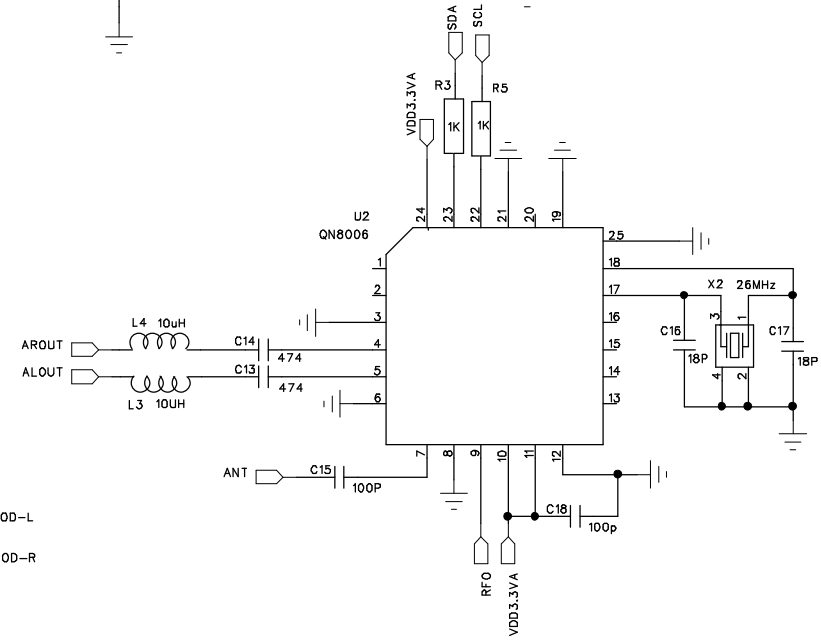 SDA
SCL
R3
R5
VDD3.3VA
1K
1K
U2
QN8006
24
23
22
21
20
19
25
18
17
16
15
14
13
1
2
3
4
5
6
7
8
9
10
11
12
X2 26MHz
3
1
4
2
C16
18P
C17
18P
L4 10uH
AROUT
C14
474
ALOUT
C13
474
L3 10UH
ANT
C15
100P
C18
100p
OD-L
OD-R
RFO
VDD3.3VA